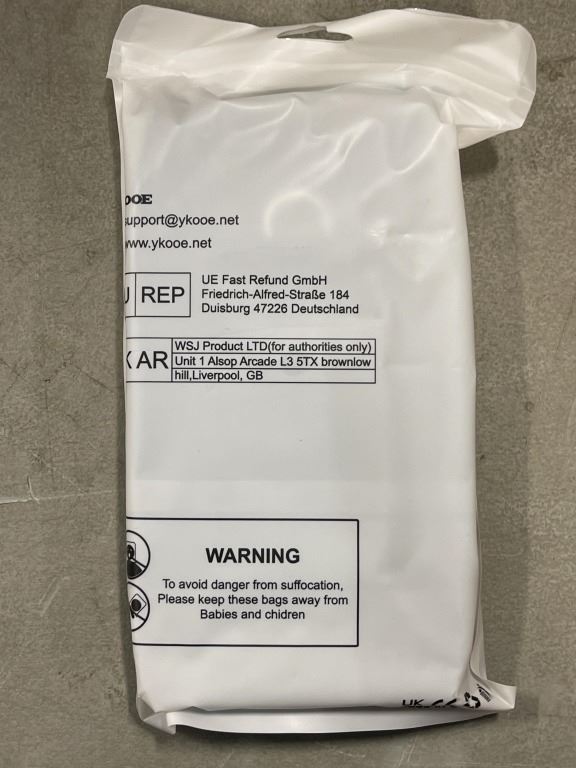 OOE
support@ykooe.net
www.ykooe.net
REP
UE Fast Refund GmbH
Friedrich-Alfred-Straße 184
Duisburg 47226 Deutschland
AR
WSJ Product LTD(for authorities only)
Unit 1 Alsop Arcade L3 5TX brownlow
hill,Liverpool, GB
WARNING
To avoid danger from suffocation,
Please keep these bags away from
Babies and chidren
UK